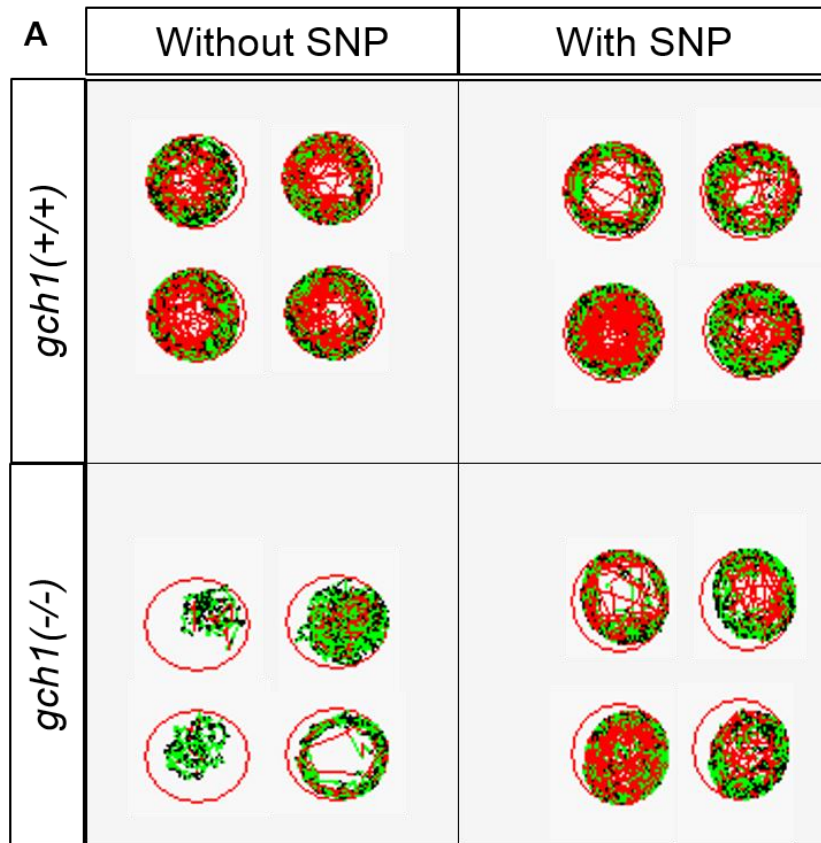 A
Without SNP
With SNP
gch1(+/+)
gch1(-/-)